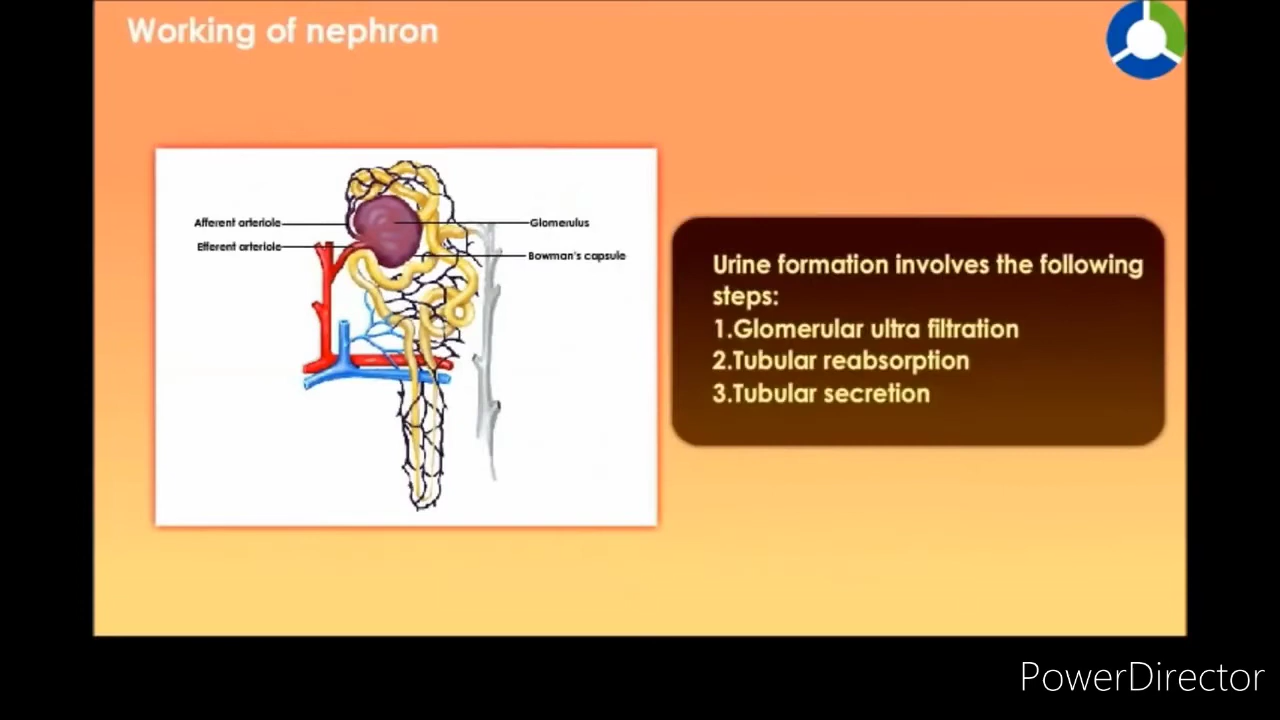 Working of nephron
Afferent arteriole
Efferent arteriole
Glomerulus
Bowman's capsule
Urine formation involves the following
steps:
1.Glomerular ultra filtration
2.Tubular reabsorption
3.Tubular secretion
PowerDirector